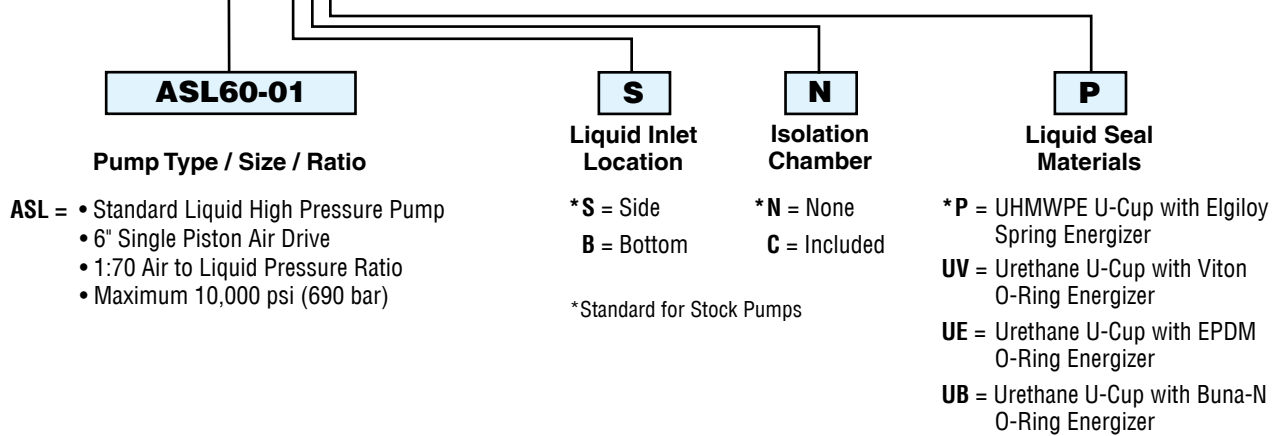 ASL60-01
S
N
P
Pump Type / Size / Ratio
ASL = • Standard Liquid High Pressure Pump
• 6" Single Piston Air Drive
• 1:70 Air to Liquid Pressure Ratio
• Maximum 10,000 psi (690 bar)
Liquid Inlet
Location
*S = Side
B = Bottom
*Standard for Stock Pumps
Isolation
Chamber
*N = None
C = Included
Liquid Seal
Materials
*P = UHMWPE U-Cup with Elgiloy
Spring Energizer
UV = Urethane U-Cup with Viton
O-Ring Energizer
UE = Urethane U-Cup with EPDM
O-Ring Energizer
UB = Urethane U-Cup with Buna-N
O-Ring Energizer